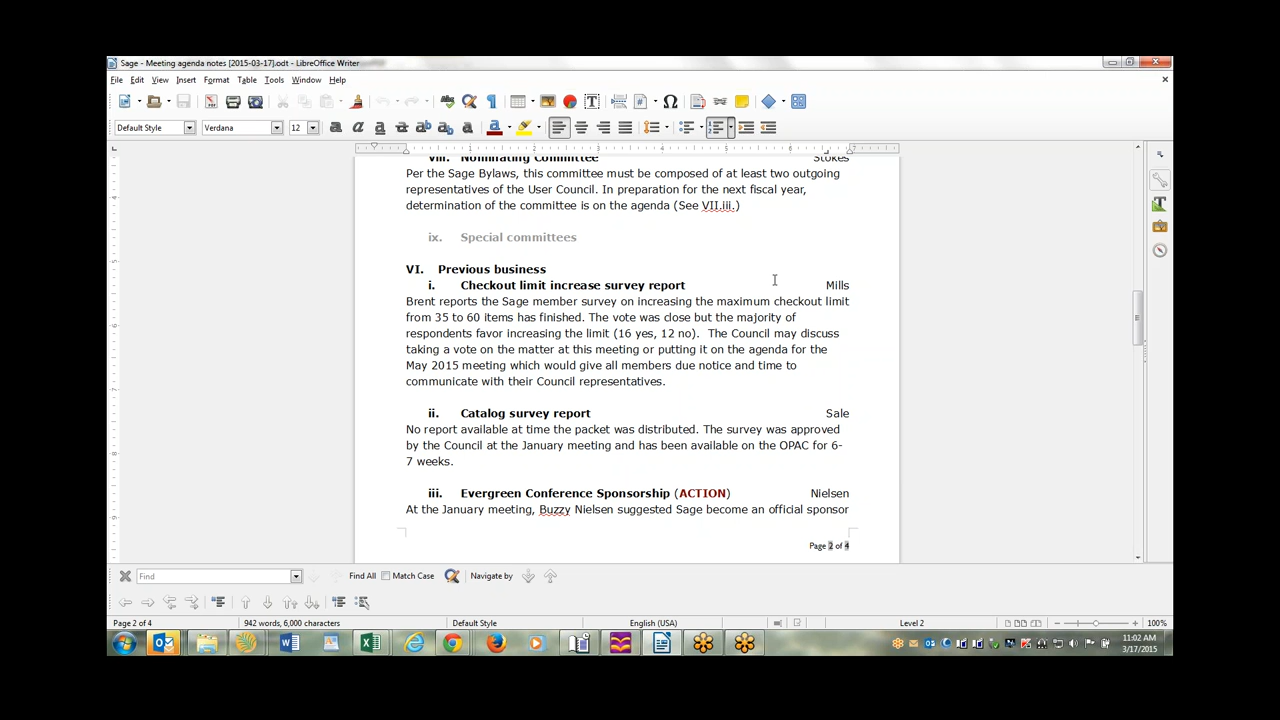 Sage - Meeting agenda notes [2015-03-17].odt - LibreOffice Writer
File Edit View Insert Format Table Tools Window Help
Default Style Verdana 12
viii. Nominating Committee Stokes
Per the Sage Bylaws, this committee must be composed of at least two outgoing
representatives of the User Council. In preparation for the next fiscal year,
determination of the committee is on the agenda (See VII.iii.)
ix. Special committees
VI. Previous business
i. Checkout limit increase survey report Mills
Brent reports the Sage member survey on increasing the maximum checkout limit
from 35 to 60 items has finished. The vote was close but the majority of
respondents favor increasing the limit (16 yes, 12 no).  The Council may discuss
taking a vote on the matter at this meeting or putting it on the agenda for the
May 2015 meeting which would give all members due notice and time to
communicate with their Council representatives.
ii. Catalog survey report Sale
No report available at time the packet was distributed. The survey was approved
by the Council at the January meeting and has been available on the OPAC for 6-
7 weeks.
iii. Evergreen Conference Sponsorship (ACTION) Nielsen
At the January meeting, Buzzy Nielsen suggested Sage become an official sponsor
Page 2 of 4
Find Find All Match Case Navigate by
Page 2 of 4 942 words, 6,000 characters Default Style English (USA) Level 2 100%
11:02 AM
3/17/2015